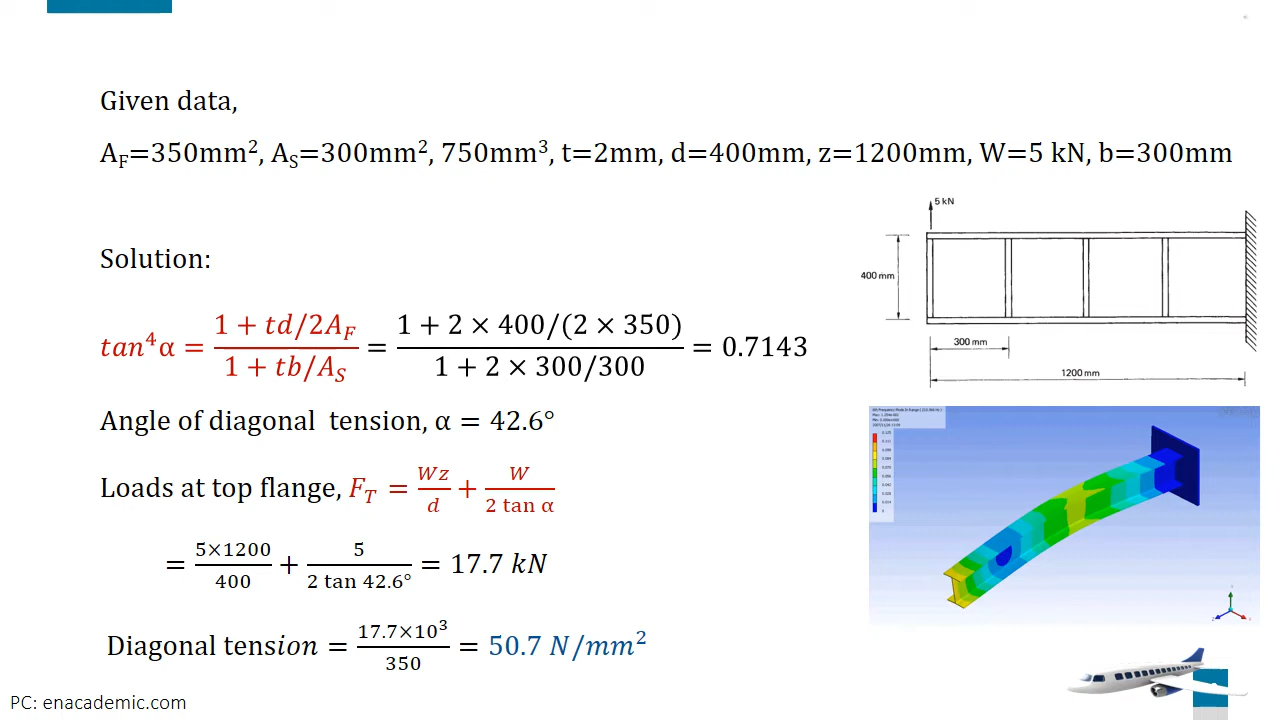 Given data,
A_F=350mm², A_S=300mm², 750mm³, t=2mm, d=400mm, z=1200mm, W=5 kN, b=300mm
Solution:
tan⁴α = (1 + td/2A_F)/(1 + tb/A_S) = (1 + 2 × 400/(2 × 350))/(1 + 2 × 300/300) = 0.7143
Angle of diagonal tension, α = 42.6°
Loads at top flange, F_T = Wz/d + W/(2 tan α)
= 5×1200/400 + 5/(2 tan 42.6°) = 17.7 kN
Diagonal tension = 17.7×10³/350 = 50.7 N/mm²
5 kN
400 mm
300 mm
1200 mm
PC: enacademic.com